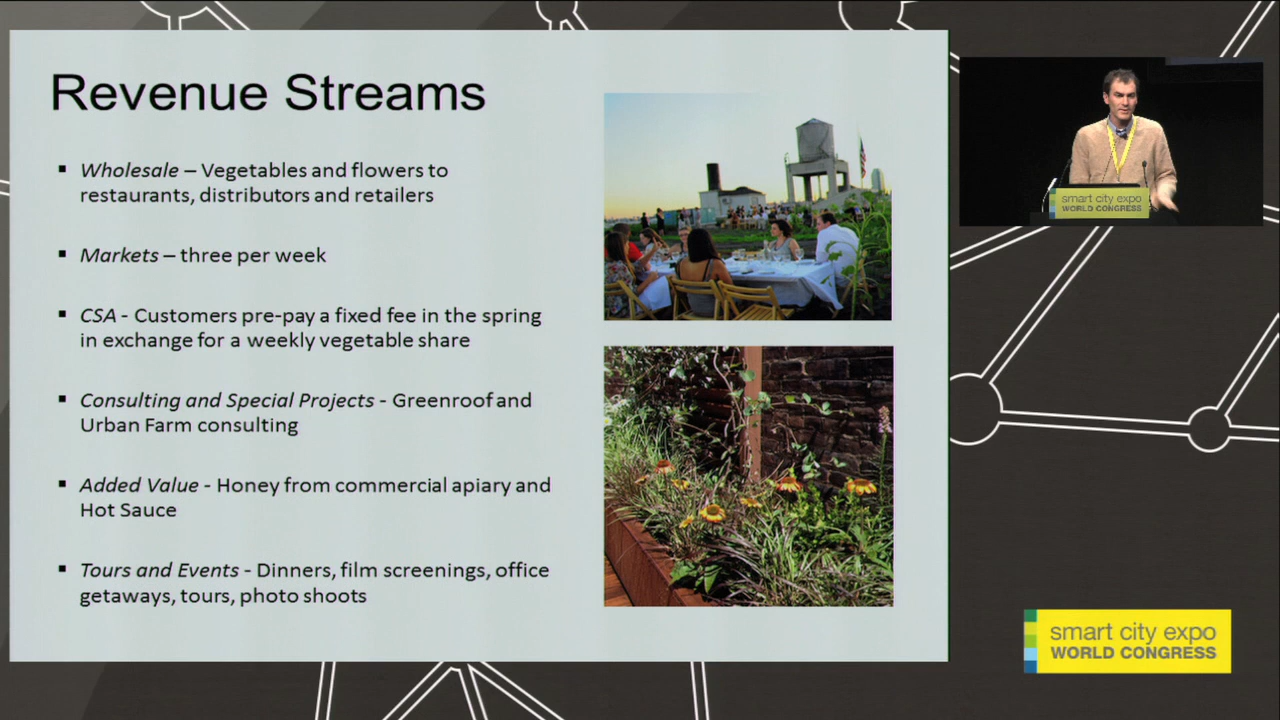 Revenue Streams
Wholesale – Vegetables and flowers to
restaurants, distributors and retailers
Markets – three per week
CSA - Customers pre-pay a fixed fee in the spring
in exchange for a weekly vegetable share
Consulting and Special Projects - Greenroof and
Urban Farm consulting
Added Value - Honey from commercial apiary and
Hot Sauce
Tours and Events - Dinners, film screenings, office
getaways, tours, photo shoots
smart city expo
WORLD CONGRESS
smart city expo
WORLD CONGRESS